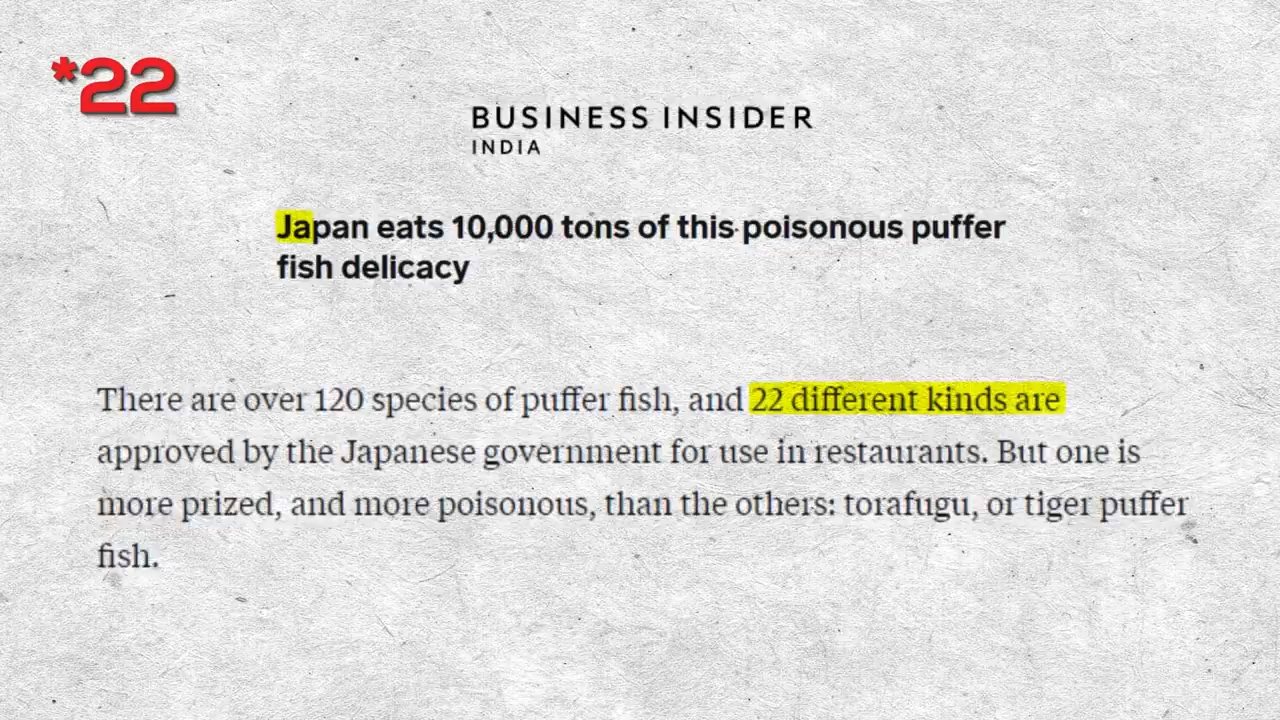 *22
BUSINESS INSIDER
INDIA
Japan eats 10,000 tons of this poisonous puffer
fish delicacy
There are over 120 species of puffer fish, and 22 different kinds are
approved by the Japanese government for use in restaurants. But one is
more prized, and more poisonous, than the others: torafugu, or tiger puffer
fish.